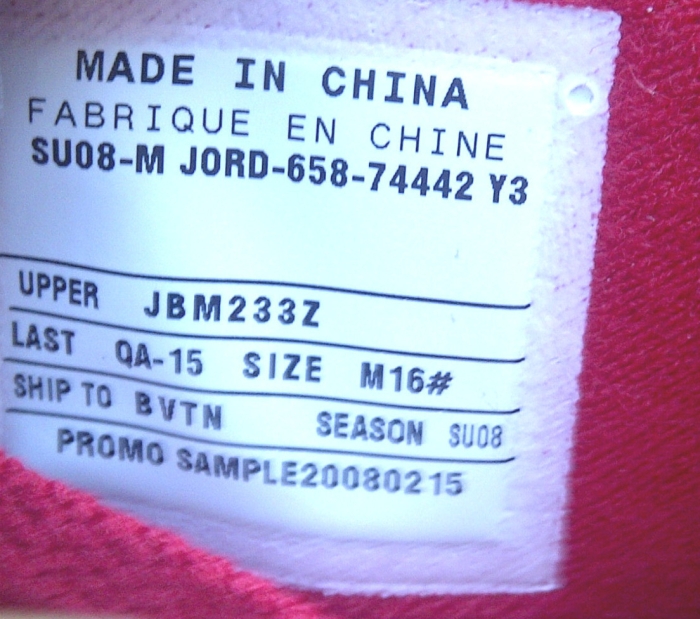 MADE IN CHINA
FABRIQUE EN CHINE
SU08-M JORD-658-74442 Y3
UPPER JBM233Z
LAST QA-15 SIZE M16#
SHIP TO BVTN SEASON SU08
PROMO SAMPLE20080215